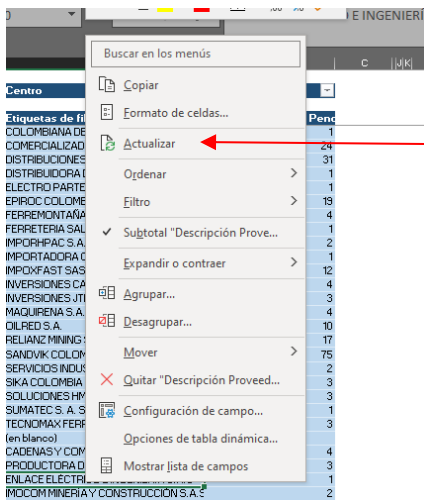 O E INGENIERI
Buscar en los menús
C
J K
Copiar
Centro
Formato de celdas...
Etiquetas de fi Pend
COLOMBIANA DE 1
Actualizar
COMERCIALIZAD 24
DISTRIBUCIONES 31
Ordenar
DISTRIBUIDORA 1
ELECTRO PARTE 1
EPIROC COLOMB 19
Filtro
FERREMONTAÑA 4
FERRETERIA SAL 1
Subtotal "Descripción Prove...
IMPORHPAC S.A. 2
IMPORTADORA 1
Expandir o contraer
IMPOXFAST SAS 12
INVERSIONES CA 4
Agrupar...
INVERSIONES JT 3
MAQUIRENA S.A. 4
Desagrupar...
OILRED S.A. 10
RELIANZ MINING 17
Mover
SANDVIK COLOM 75
SERVICIOS INDUS 2
Quitar "Descripción Proveed...
SIKA COLOMBIA 3
SOLUCIONES HM 3
Configuración de campo...
SUMATEC S. A. S 1
TECNOMAX FERR 3
Opciones de tabla dinámica...
(en blanco)
CADENAS Y COM 4
Mostrar lista de campos
PRODUCTORA D 3
ENLACE ELÉCTRI 1
IMOCOM MINERÍA Y CONSTRUCCIÓN S.A.S 2